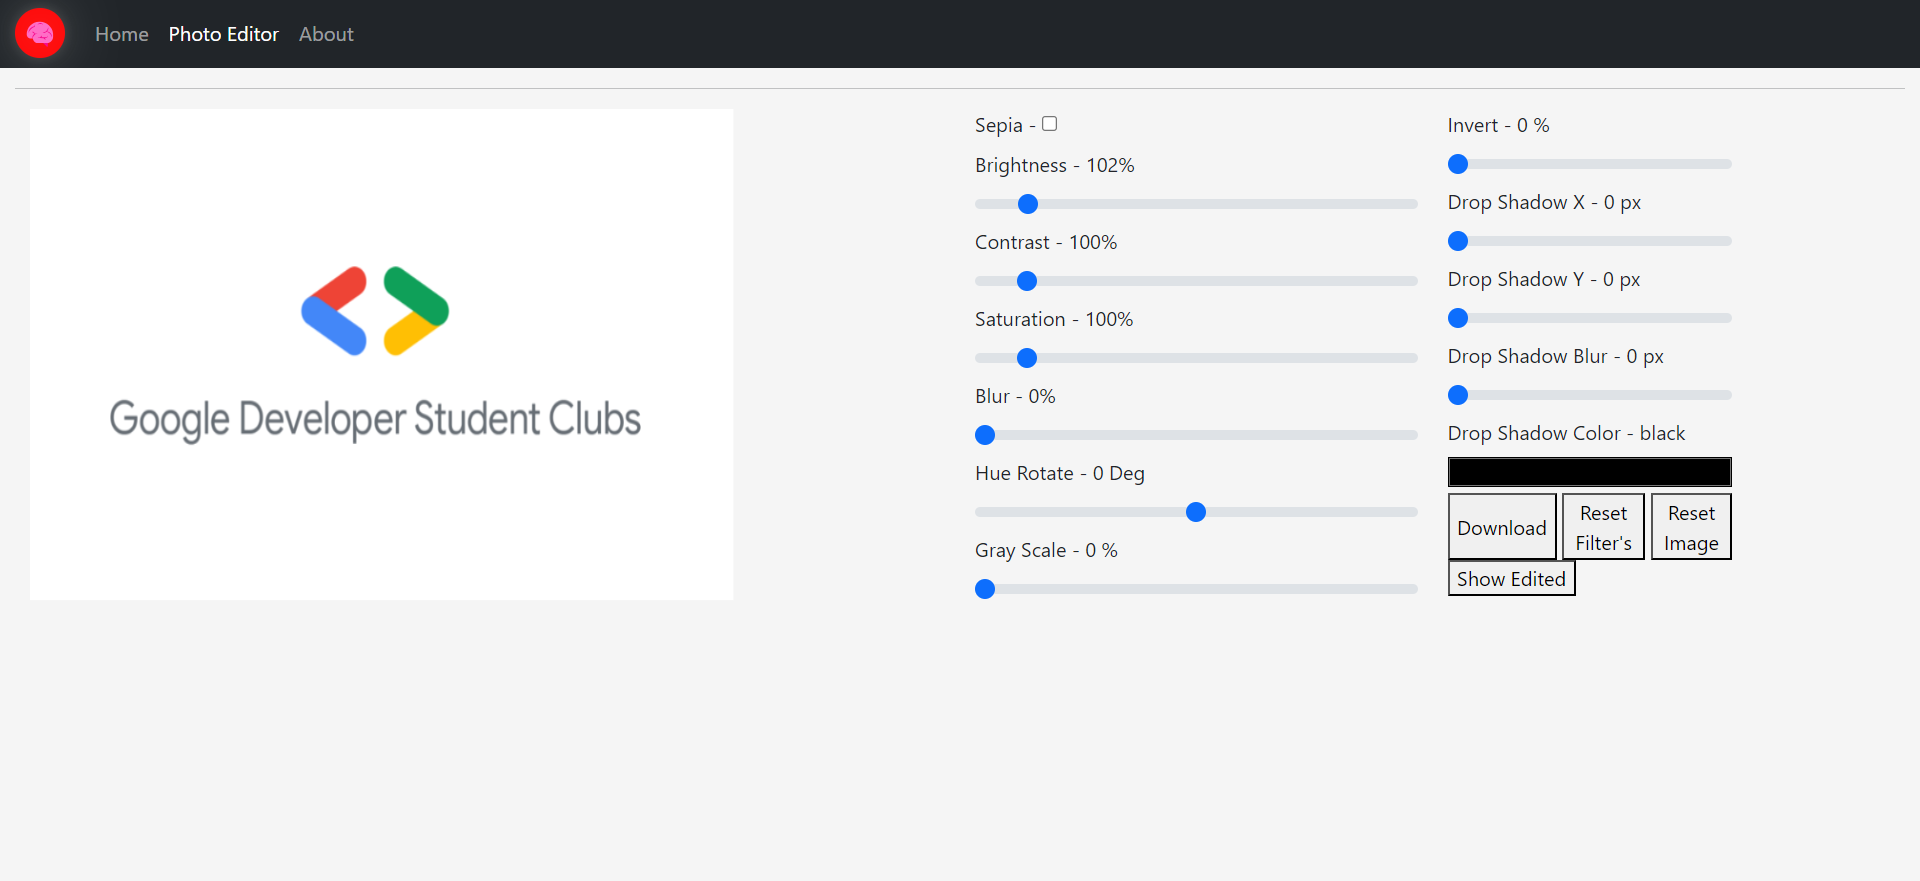 Home Photo Editor About
Google Developer Student Clubs
Sepia -
Brightness - 102%
Contrast - 100%
Saturation - 100%
Blur - 0%
Hue Rotate - 0 Deg
Gray Scale - 0 %
Invert - 0 %
Drop Shadow X - 0 px
Drop Shadow Y - 0 px
Drop Shadow Blur - 0 px
Drop Shadow Color - black
Download
Reset
Filter's
Reset
Image
Show Edited